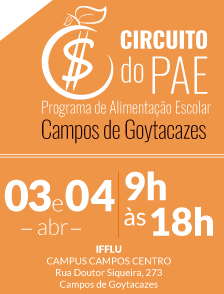 CIRCUITO
do PAE
Programa de Alimentação Escolar
Campos de Goytacazes
03 e 04
– abr –
9h
às
18h
IFFLU
CAMPUS CAMPOS CENTRO
Rua Doutor Siqueira, 273
Campos de Goytacazes